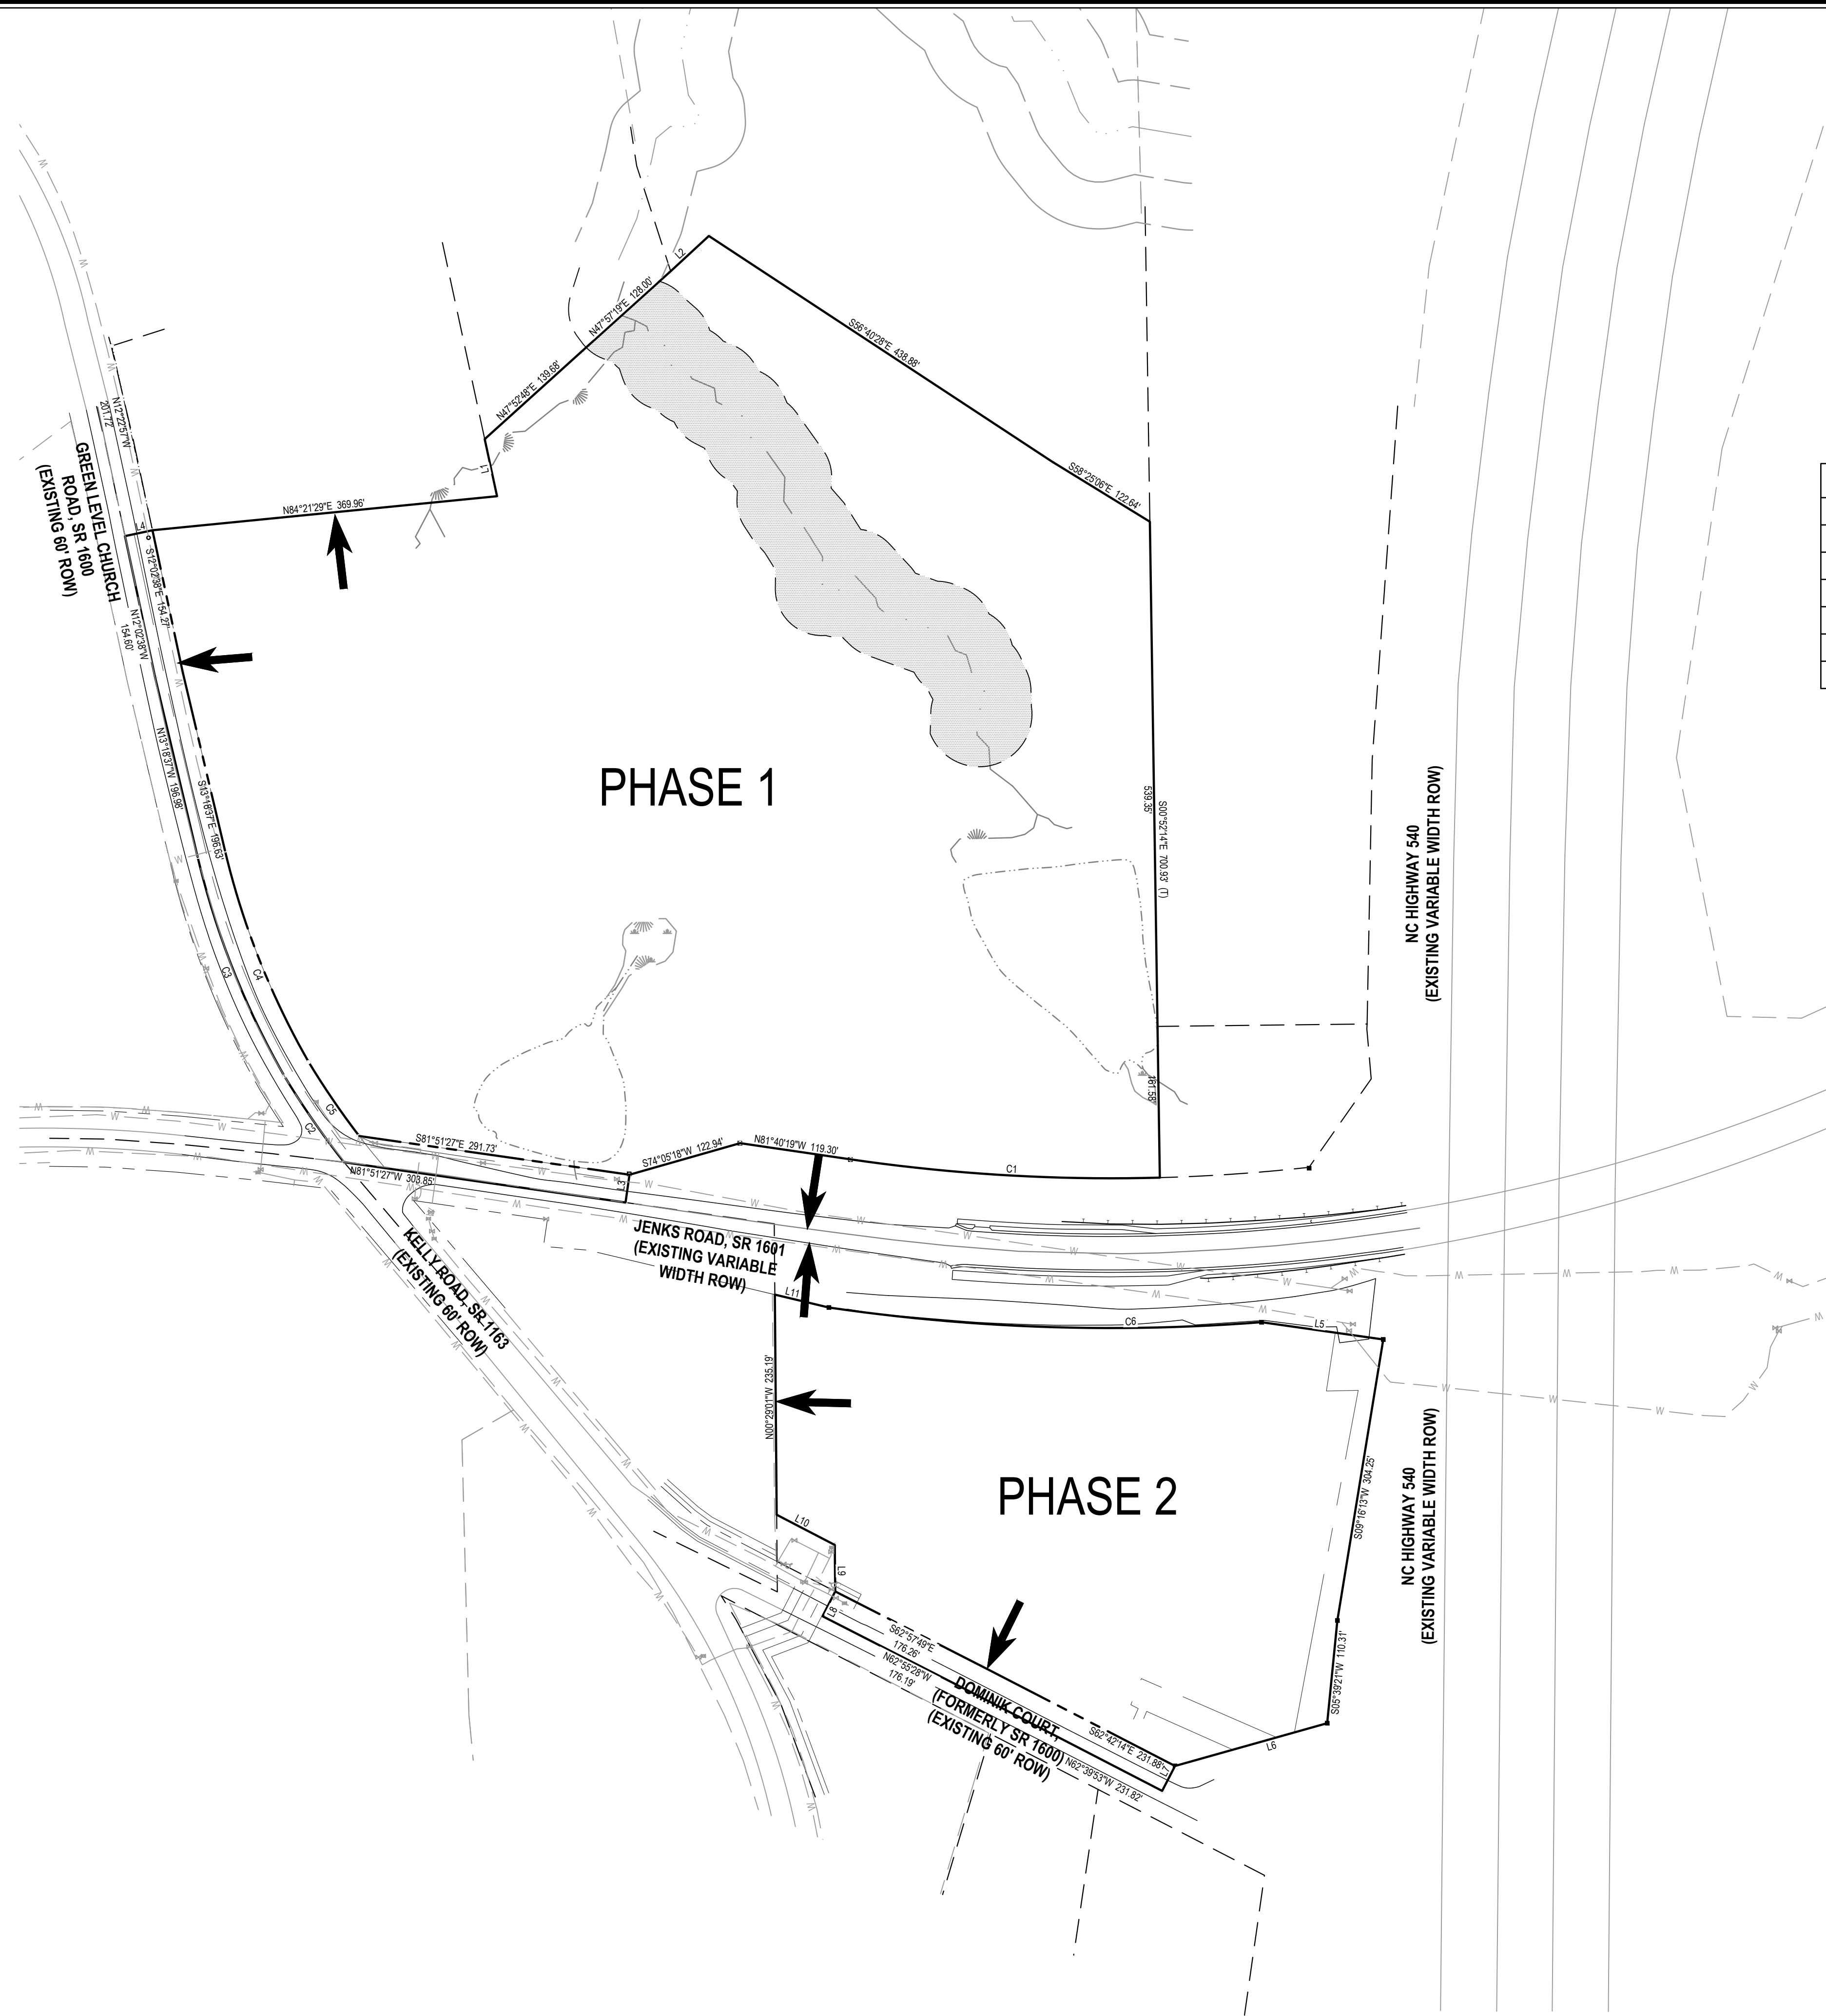 L2
N47°57'19"E 128.00'
S56°40'28"E 438.88'
N47°52'48"E 139.68'
S58°25'06"E 122.64'
L1
N12°22'57"W
201.72'
GREEN LEVEL CHURCH
ROAD, SR 1600
(EXISTING 60' ROW)
N84°21'29"E 369.96'
L4
S12°02'38"E 154.27'
N12°02'38"W
154.60'
N13°18'37"W 196.98'
S13°18'37"E 196.63'
PHASE 1
539.35'
S00°52'14"E 700.93' (T)
NC HIGHWAY 540
(EXISTING VARIABLE WIDTH ROW)
C3
C4
161.58'
C5
C2
S81°51'27"E 291.73'
S74°05'18"W 122.94'
N81°40'19"W 119.30'
C1
N81°51'27"W 303.85'
L3
JENKS ROAD, SR 1601
(EXISTING VARIABLE
WIDTH ROW)
KELLY ROAD, SR 1163
(EXISTING 60' ROW)
L11
C6
L5
N00°29'01"W 235.19'
PHASE 2
S09°16'13"W 304.25'
NC HIGHWAY 540
(EXISTING VARIABLE WIDTH ROW)
L10
L9
L8
S62°57'49"E
176.26'
N62°55'28"W
176.19'
DOMINIK COURT,
(FORMERLY SR 1600)
(EXISTING 60' ROW)
S05°39'21"W 110.31'
S62°42'14"E 231.88'
L7
L6
N62°39'53"W 231.82'